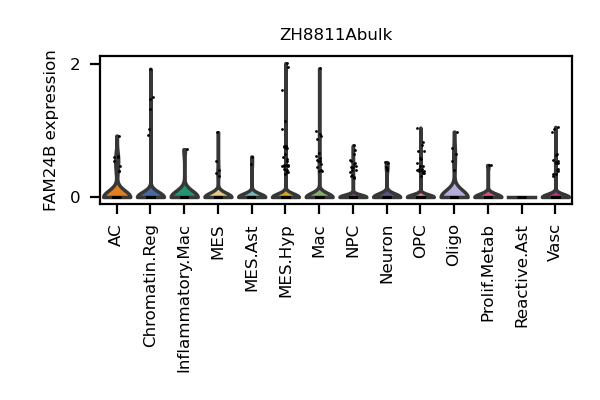 ZH8811Abulk
FAM24B expression
2
0
AC
Chromatin.Reg
Inflammatory.Mac
MES
MES.Ast
MES.Hyp
Mac
NPC
Neuron
OPC
Oligo
Prolif.Metab
Reactive.Ast
Vasc